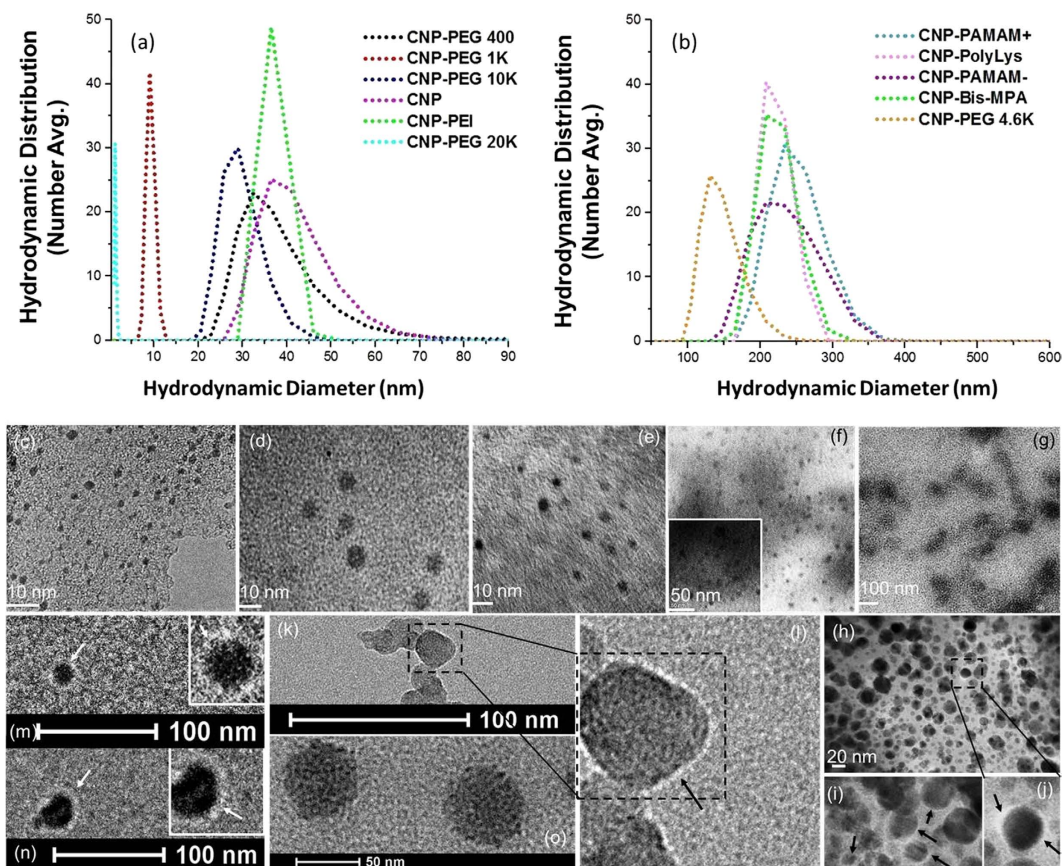 50
40
30
20
10
0
Hydrodynamic Distribution
(Number Avg.)
(a)
CNP-PEG 400
CNP-PEG 1K
CNP-PEG 10K
CNP
CNP-PEI
CNP-PEG 20K
10 20 30 40 50 60 70 80 90
Hydrodynamic Diameter (nm)
50
40
30
20
10
0
Hydrodynamic Distribution
(Number Avg.)
(b)
CNP-PAMAM+
CNP-PolyLys
CNP-PAMAM-
CNP-Bis-MPA
CNP-PEG 4.6K
100 200 300 400 500 600
Hydrodynamic Diameter (nm)
(c)
10 nm
(d)
10 nm
(e)
10 nm
(f)
50 nm
(g)
100 nm
(m)
100 nm
(n)
100 nm
(k)
100 nm
(o)
50 nm
(l)
(h)
20 nm
(i)
(j)